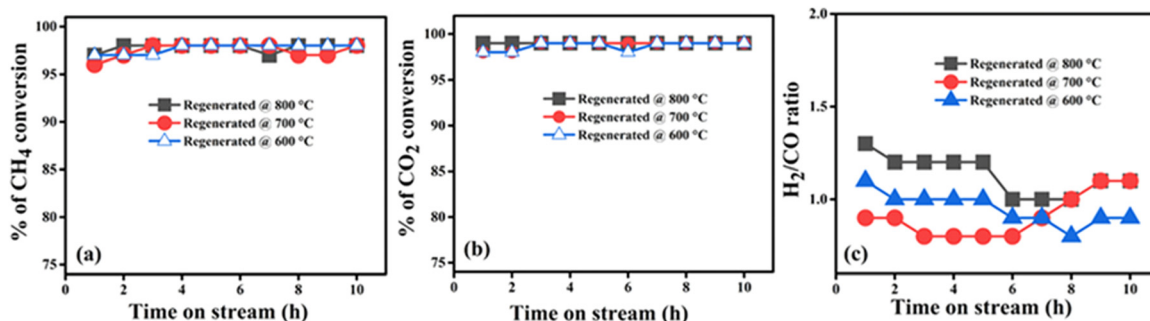 % of CH4 conversion
100
95
90
85
80
75
Regenerated @ 800 °C
Regenerated @ 700 °C
Regenerated @ 600 °C
(a)
0 2 4 6 8 10
Time on stream (h)
% of CO2 conversion
100
95
90
85
80
75
Regenerated @ 800 °C
Regenerated @ 700 °C
Regenerated @ 600 °C
(b)
0 2 4 6 8 10
Time on stream (h)
H2/CO ratio
2.0
1.5
1.0
Regenerated @ 800 °C
Regenerated @ 700 °C
Regenerated @ 600 °C
(c)
0 2 4 6 8 10
Time on stream (h)